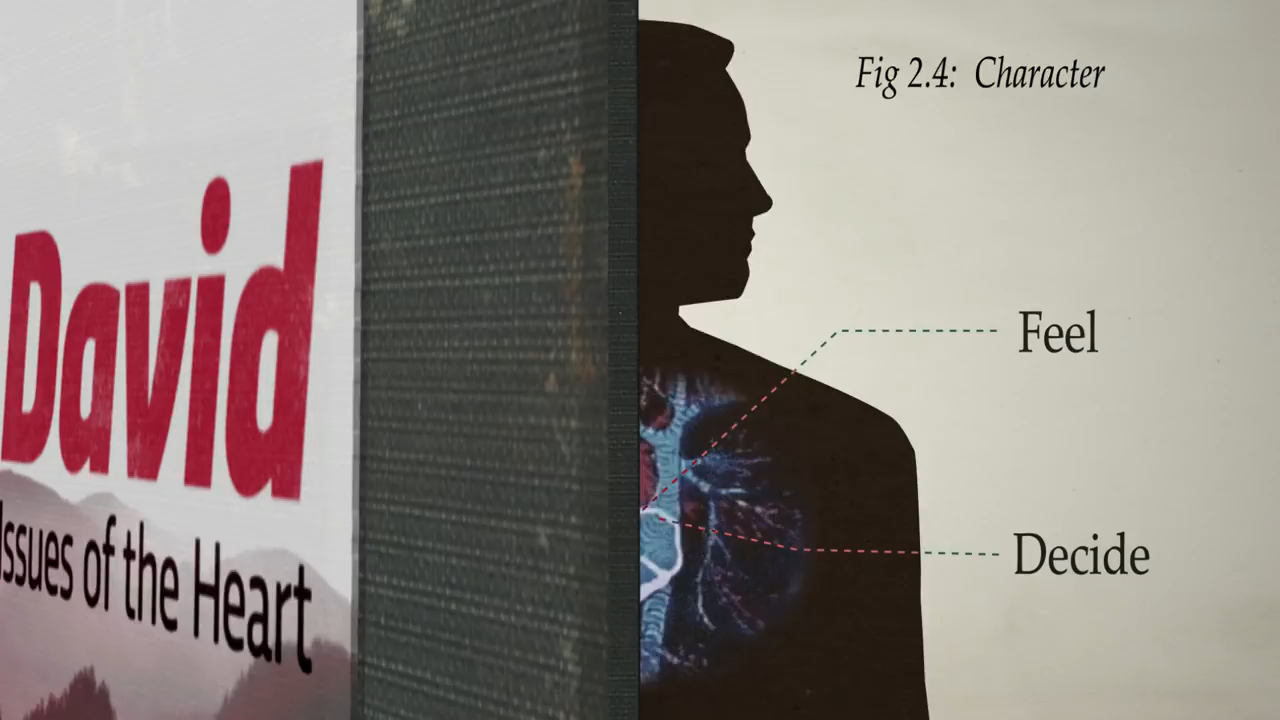 David
Issues of the Heart
Fig 2.4: Character
Feel
Decide